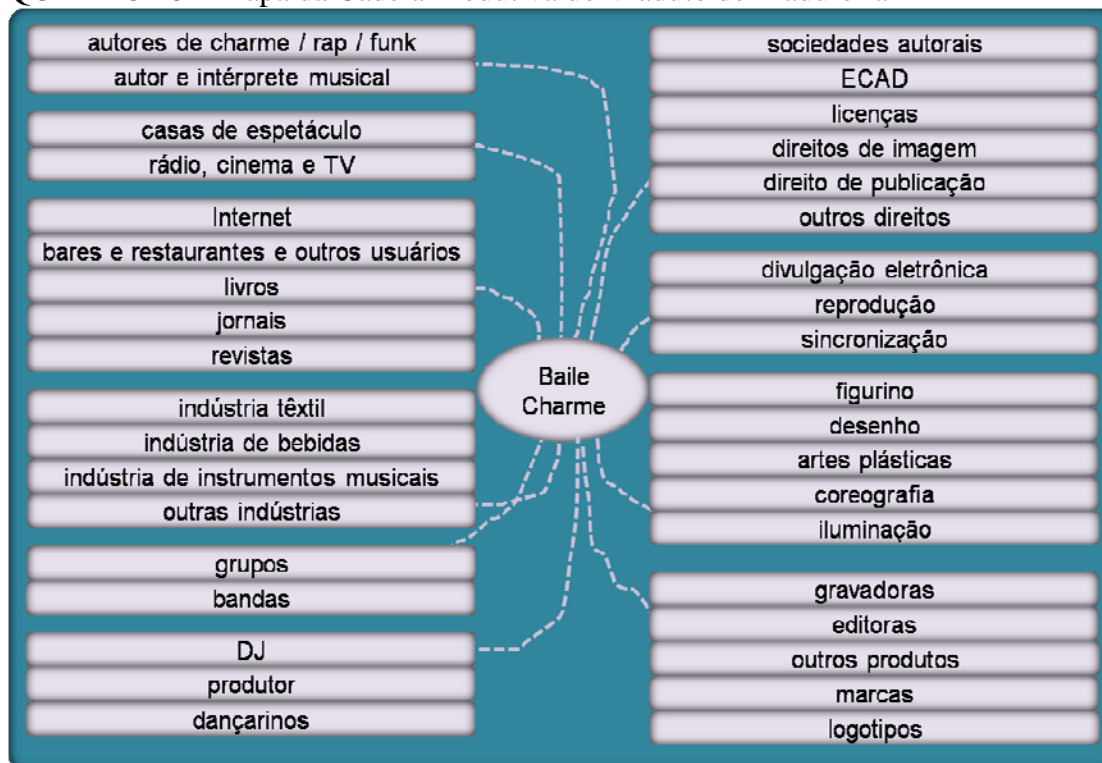 autores de charme / rap / funk
autor e intérprete musical
casas de espetáculo
rádio, cinema e TV
Internet
bares e restaurantes e outros usuários
livros
jornais
revistas
indústria têxtil
indústria de bebidas
indústria de instrumentos musicais
outras indústrias
grupos
bandas
DJ
produtor
dançarinos
Baile
Charme
sociedades autorais
ECAD
licenças
direitos de imagem
direito de publicação
outros direitos
divulgação eletrônica
reprodução
sincronização
figurino
desenho
artes plásticas
coreografia
iluminação
gravadoras
editoras
outros produtos
marcas
logotipos